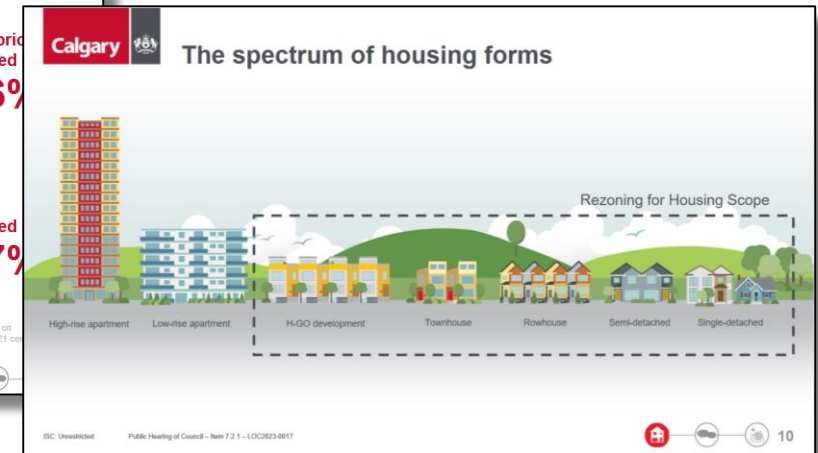 Calgary
The spectrum of housing forms
Rezoning for Housing Scope
High-rise apartment
Low-rise apartment
H-GO development
Townhouse
Rowhouse
Semi-detached
Single-detached
ISC: Unrestricted
Public Hearing of Council – Item 7.2.1 – LOC2023-0017
10
on